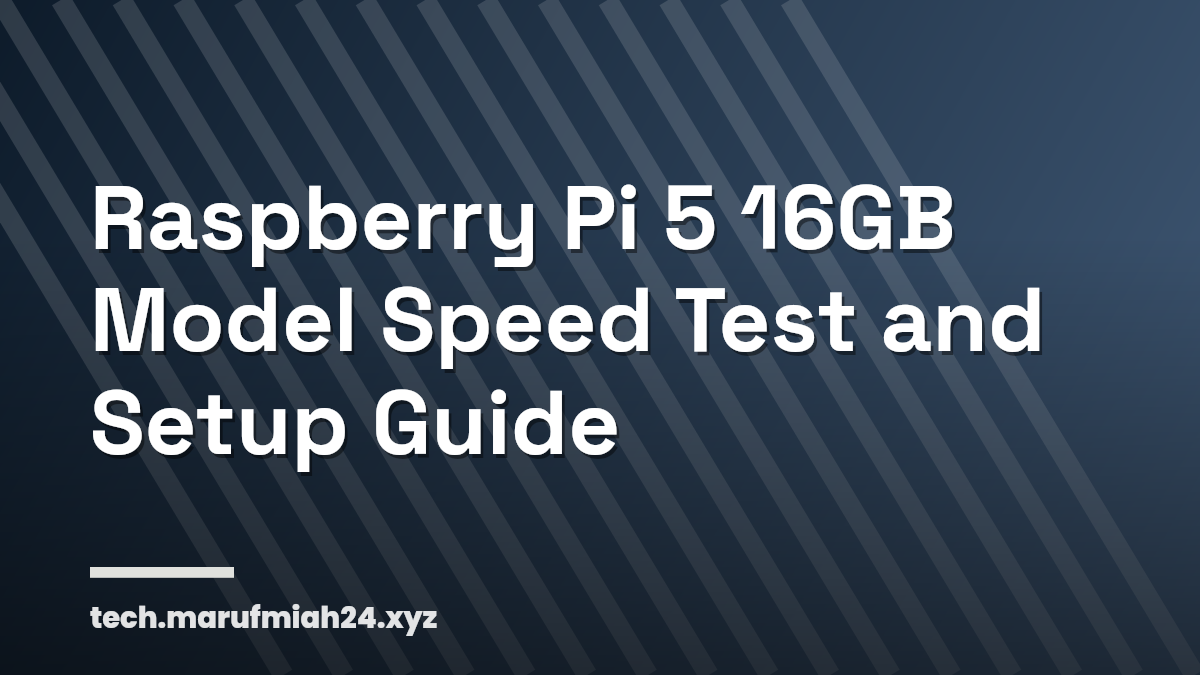 Raspberry Pi 5 16GB
Model Speed Test and
Setup Guide
tech.marufmiah24.xyz